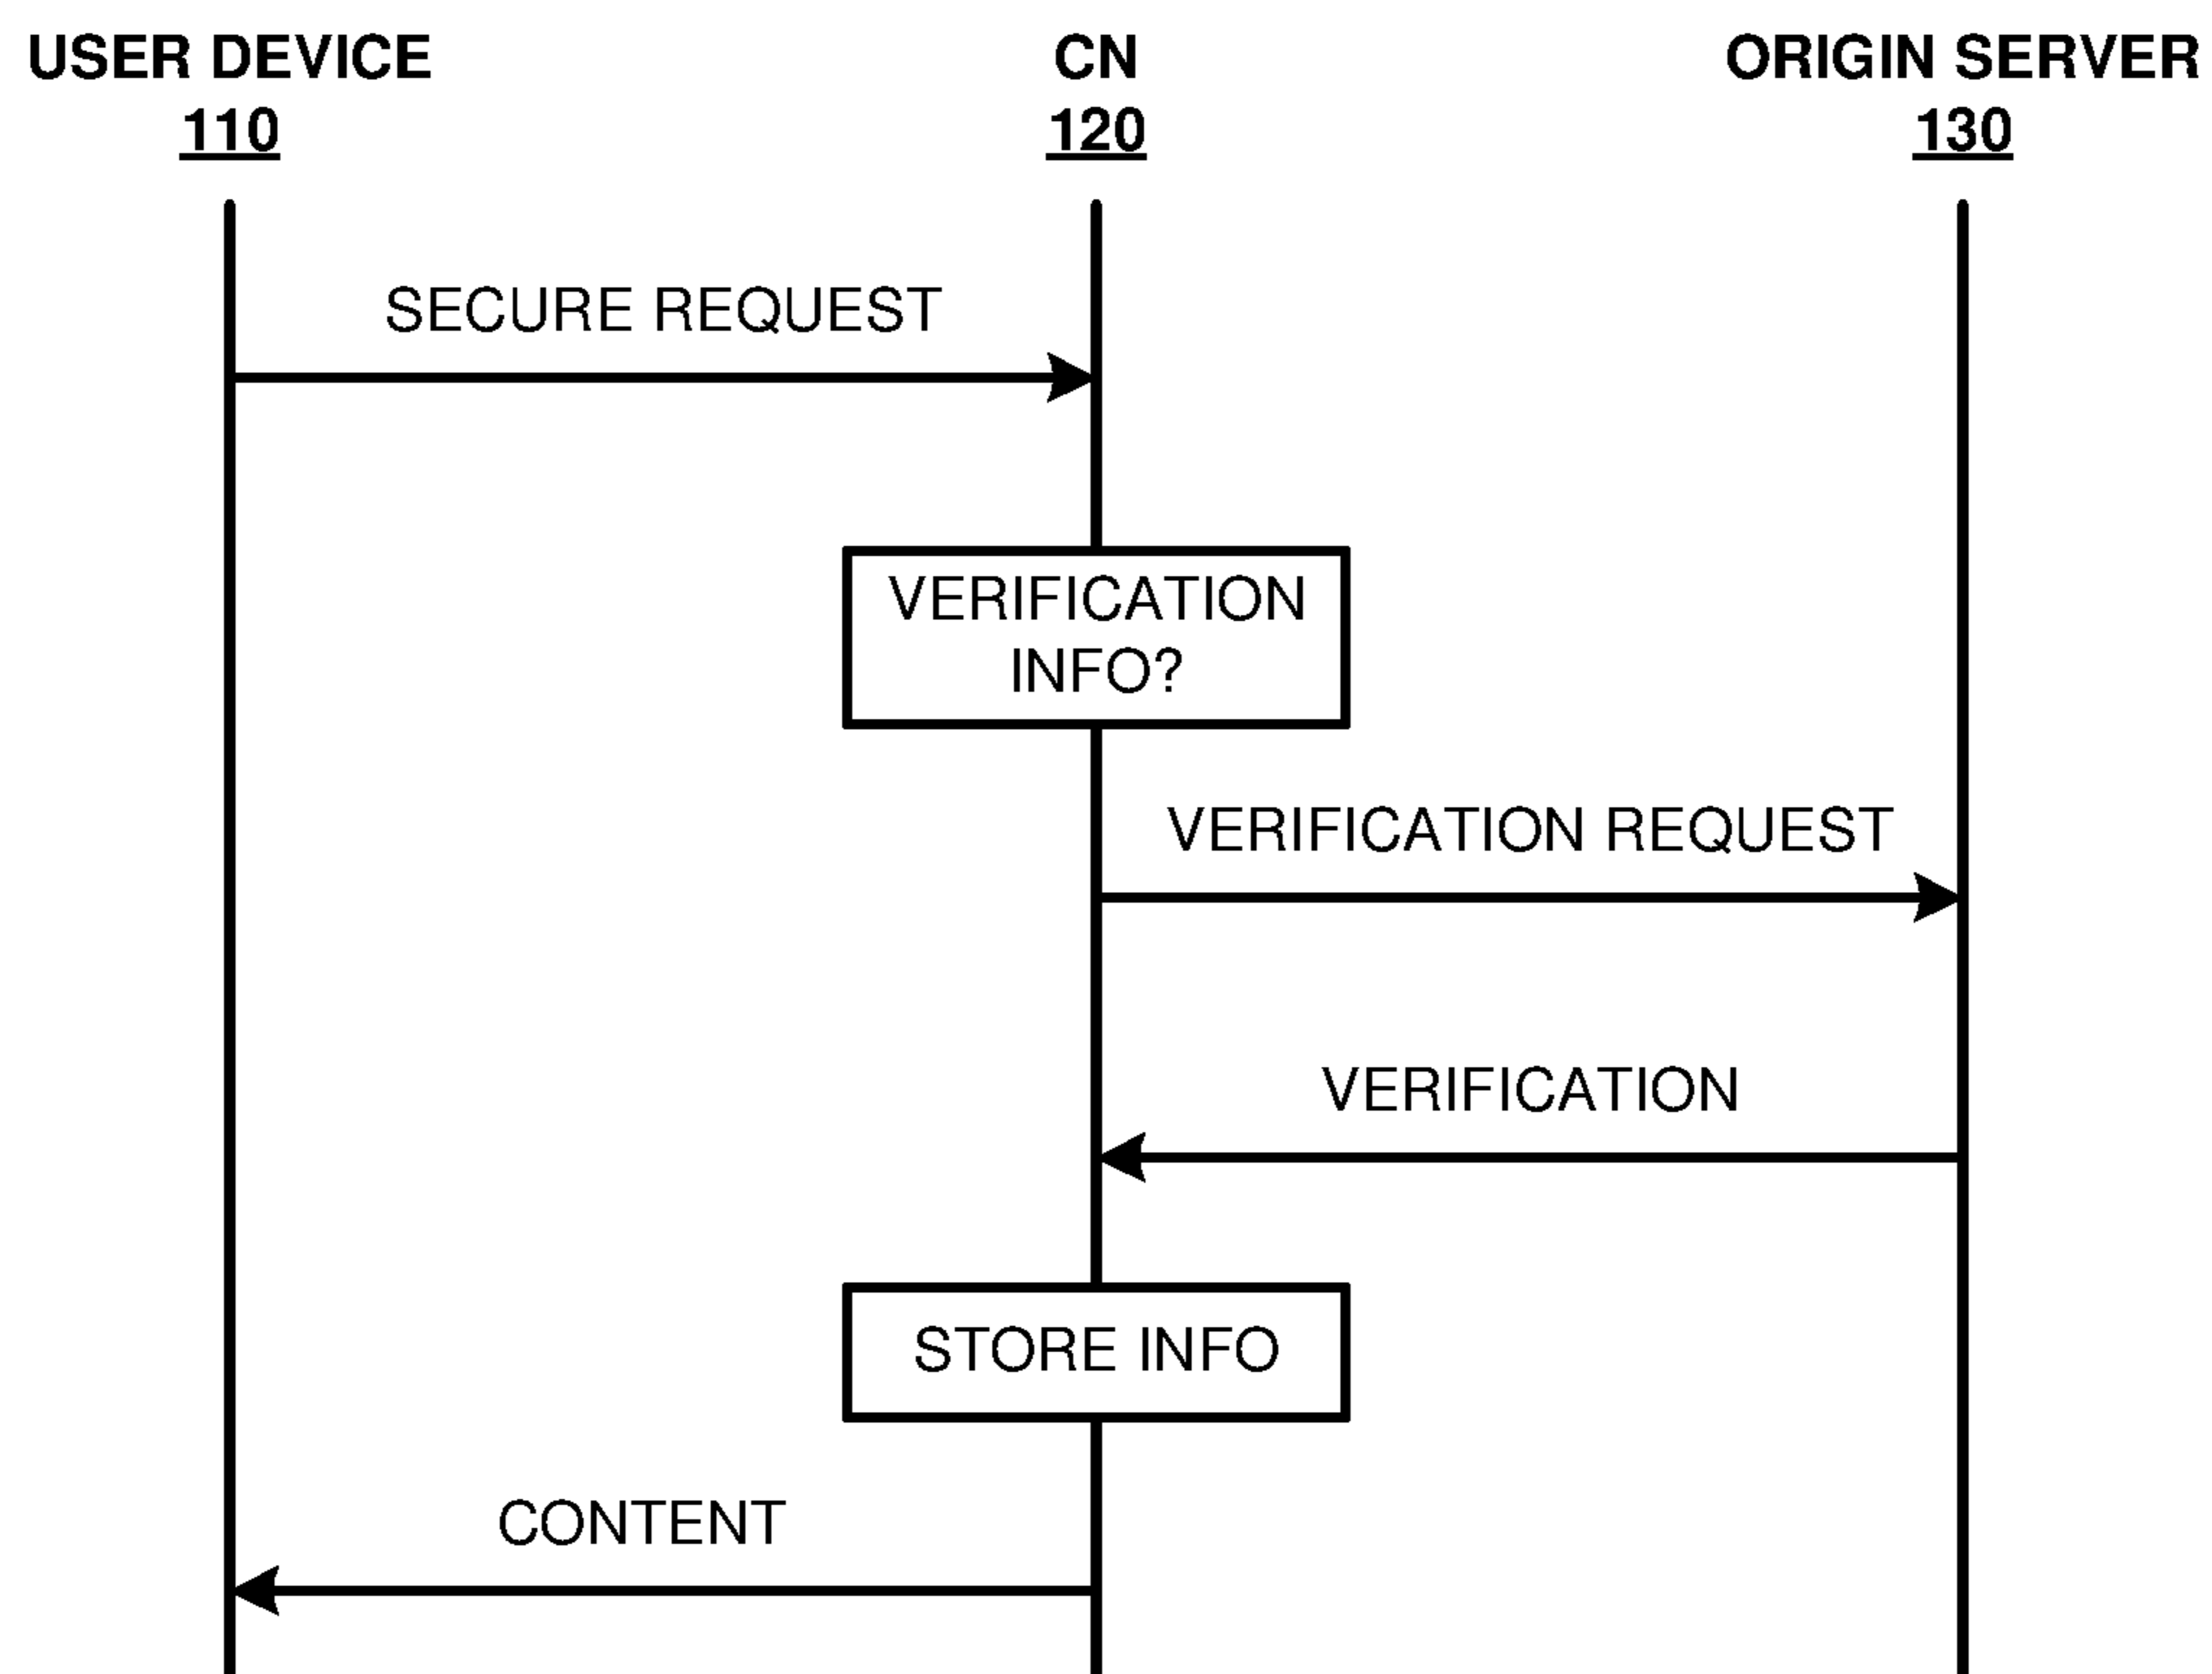 USER DEVICE
110
CN
120
ORIGIN SERVER
130
SECURE REQUEST
VERIFICATION
INFO?
VERIFICATION REQUEST
VERIFICATION
STORE INFO
CONTENT